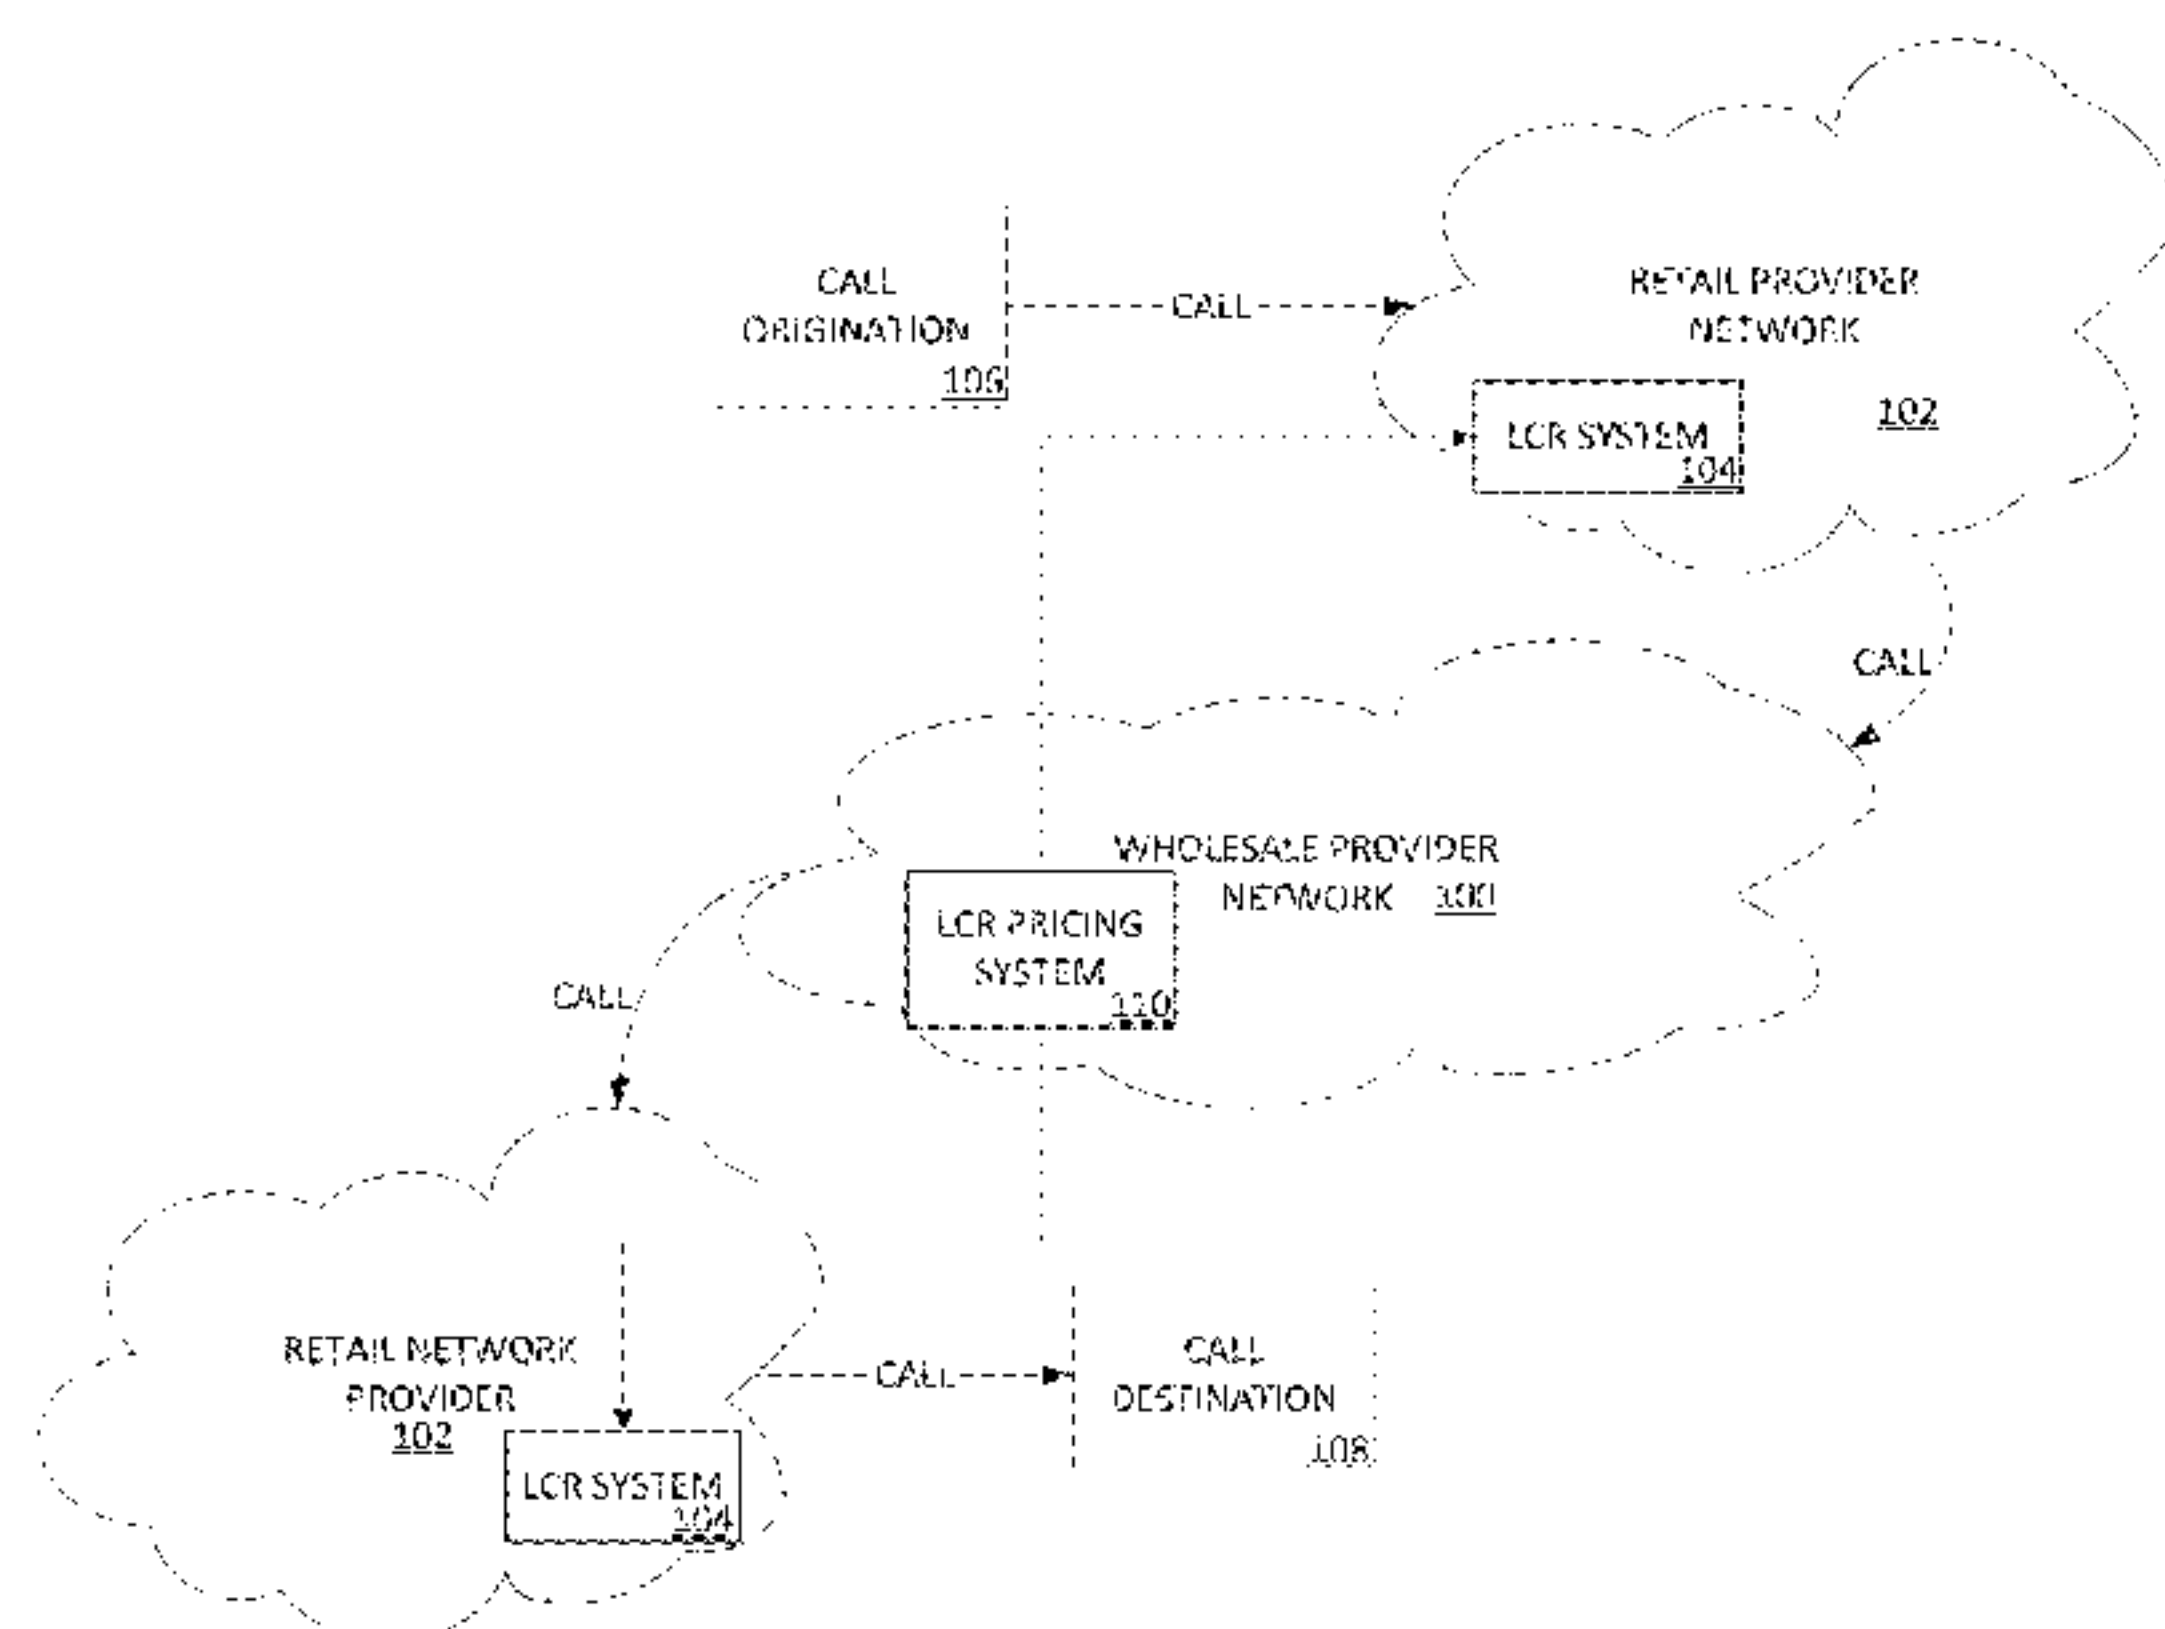 CALL
ORIGINATION
106
CALL
RETAIL PROVIDER
NETWORK
102
LCR SYSTEM
104
CALL
WHOLESALE PROVIDER
NETWORK 100
LCR PRICING
SYSTEM
110
CALL
RETAIL NETWORK
PROVIDER
102
LCR SYSTEM
104
CALL
CALL
DESTINATION
108